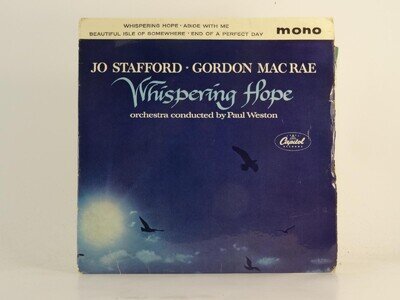 WHISPERING HOPE · ABIDE WITH ME
BEAUTIFUL ISLE OF SOMEWHERE · END OF A PERFECT DAY
mono
JO STAFFORD · GORDON MAC RAE
Whispering Hope
orchestra conducted by Paul Weston
Capitol
RECORDS